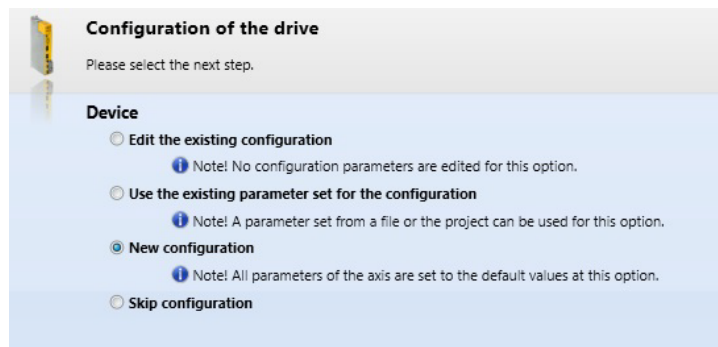 Configuration of the drive
Please select the next step.
Device
Edit the existing configuration
Note! No configuration parameters are edited for this option.
Use the existing parameter set for the configuration
Note! A parameter set from a file or the project can be used for this option.
New configuration
Note! All parameters of the axis are set to the default values at this option.
Skip configuration